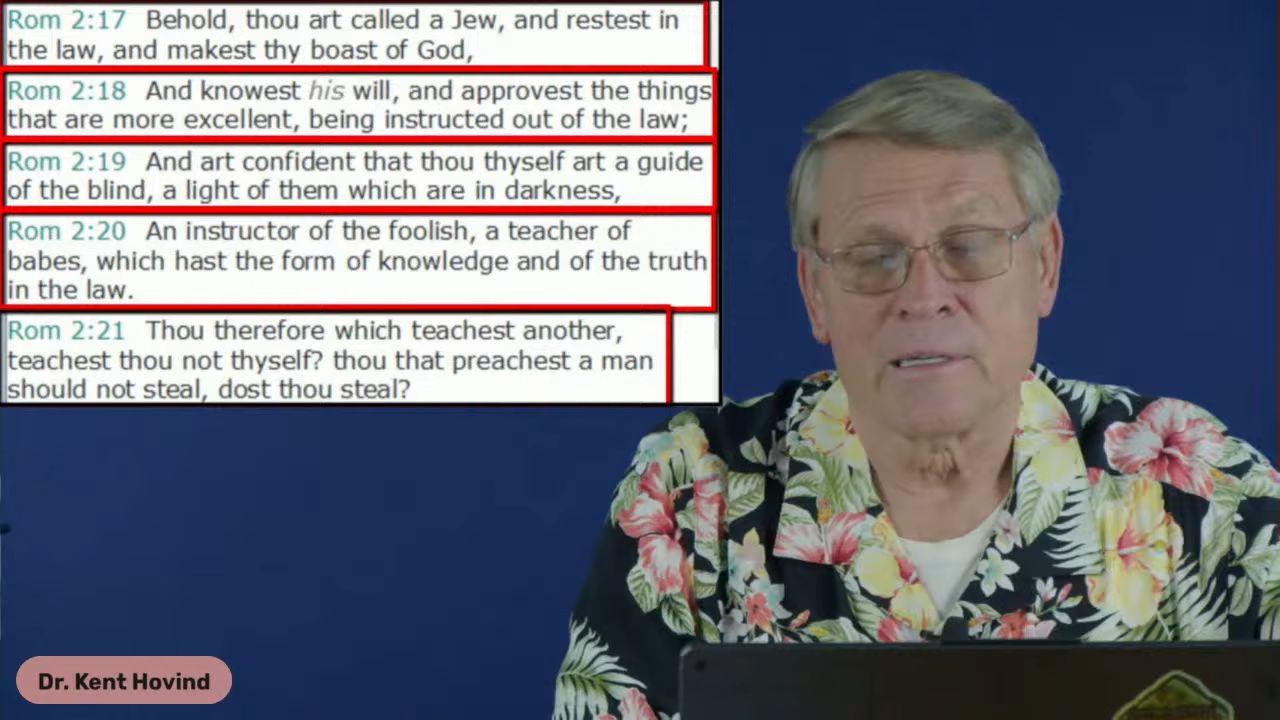 Rom 2:17 Behold, thou art called a Jew, and restest in
the law, and makest thy boast of God,
Rom 2:18 And knowest his will, and approvest the things
that are more excellent, being instructed out of the law;
Rom 2:19 And art confident that thou thyself art a guide
of the blind, a light of them which are in darkness,
Rom 2:20 An instructor of the foolish, a teacher of
babes, which hast the form of knowledge and of the truth
in the law.
Rom 2:21 Thou therefore which teachest another,
teachest thou not thyself? thou that preachest a man
should not steal, dost thou steal?
Dr. Kent Hovind